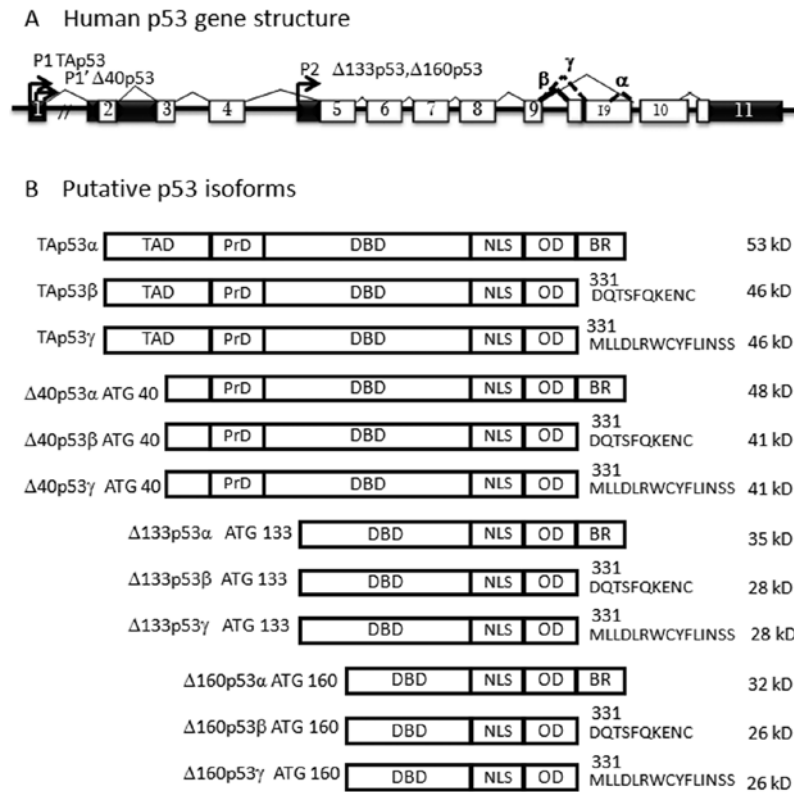 A Human p53 gene structure
P1 TAp53
P1' Δ40p53
P2 Δ133p53,Δ160p53
β γ α
1 // 2 3 4 5 6 7 8 9 I9 10 11
B Putative p53 isoforms
TAp53α TAD PrD DBD NLS OD BR 53 kD
331
TAp53β TAD PrD DBD NLS OD DQTSFQKENC 46 kD
331
TAp53γ TAD PrD DBD NLS OD MLLDLRWCYFLINSS 46 kD
Δ40p53α ATG 40 PrD DBD NLS OD BR 48 kD
331
Δ40p53β ATG 40 PrD DBD NLS OD DQTSFQKENC 41 kD
331
Δ40p53γ ATG 40 PrD DBD NLS OD MLLDLRWCYFLINSS 41 kD
Δ133p53α ATG 133 DBD NLS OD BR 35 kD
331
Δ133p53β ATG 133 DBD NLS OD DQTSFQKENC 28 kD
331
Δ133p53γ ATG 133 DBD NLS OD MLLDLRWCYFLINSS 28 kD
Δ160p53α ATG 160 DBD NLS OD BR 32 kD
331
Δ160p53β ATG 160 DBD NLS OD DQTSFQKENC 26 kD
331
Δ160p53γ ATG 160 DBD NLS OD MLLDLRWCYFLINSS 26 kD